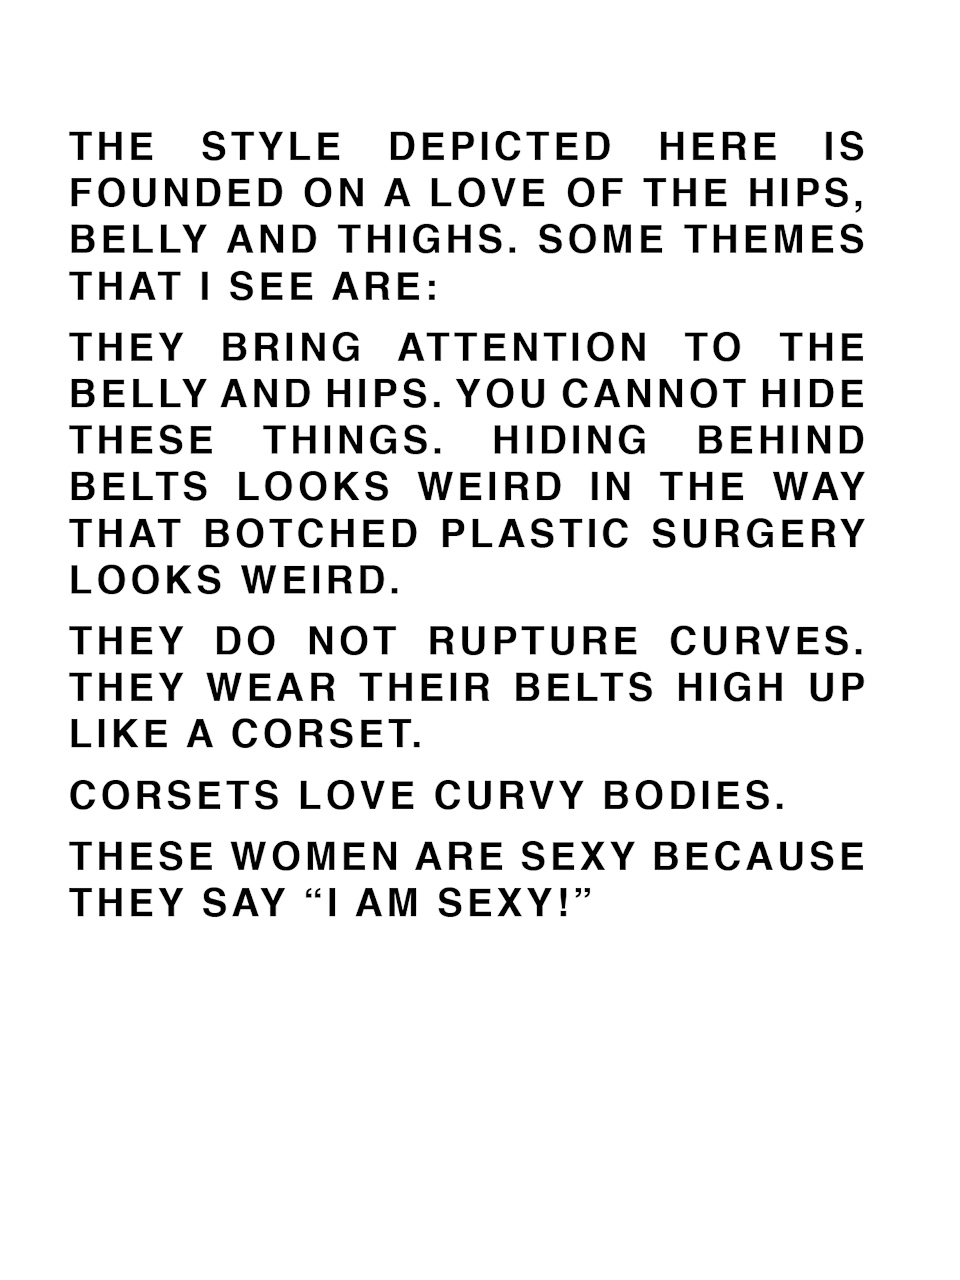 THE STYLE DEPICTED HERE IS
FOUNDED ON A LOVE OF THE HIPS,
BELLY AND THIGHS. SOME THEMES
THAT I SEE ARE:
THEY BRING ATTENTION TO THE
BELLY AND HIPS. YOU CANNOT HIDE
THESE THINGS. HIDING BEHIND
BELTS LOOKS WEIRD IN THE WAY
THAT BOTCHED PLASTIC SURGERY
LOOKS WEIRD.
THEY DO NOT RUPTURE CURVES.
THEY WEAR THEIR BELTS HIGH UP
LIKE A CORSET.
CORSETS LOVE CURVY BODIES.
THESE WOMEN ARE SEXY BECAUSE
THEY SAY “I AM SEXY!”